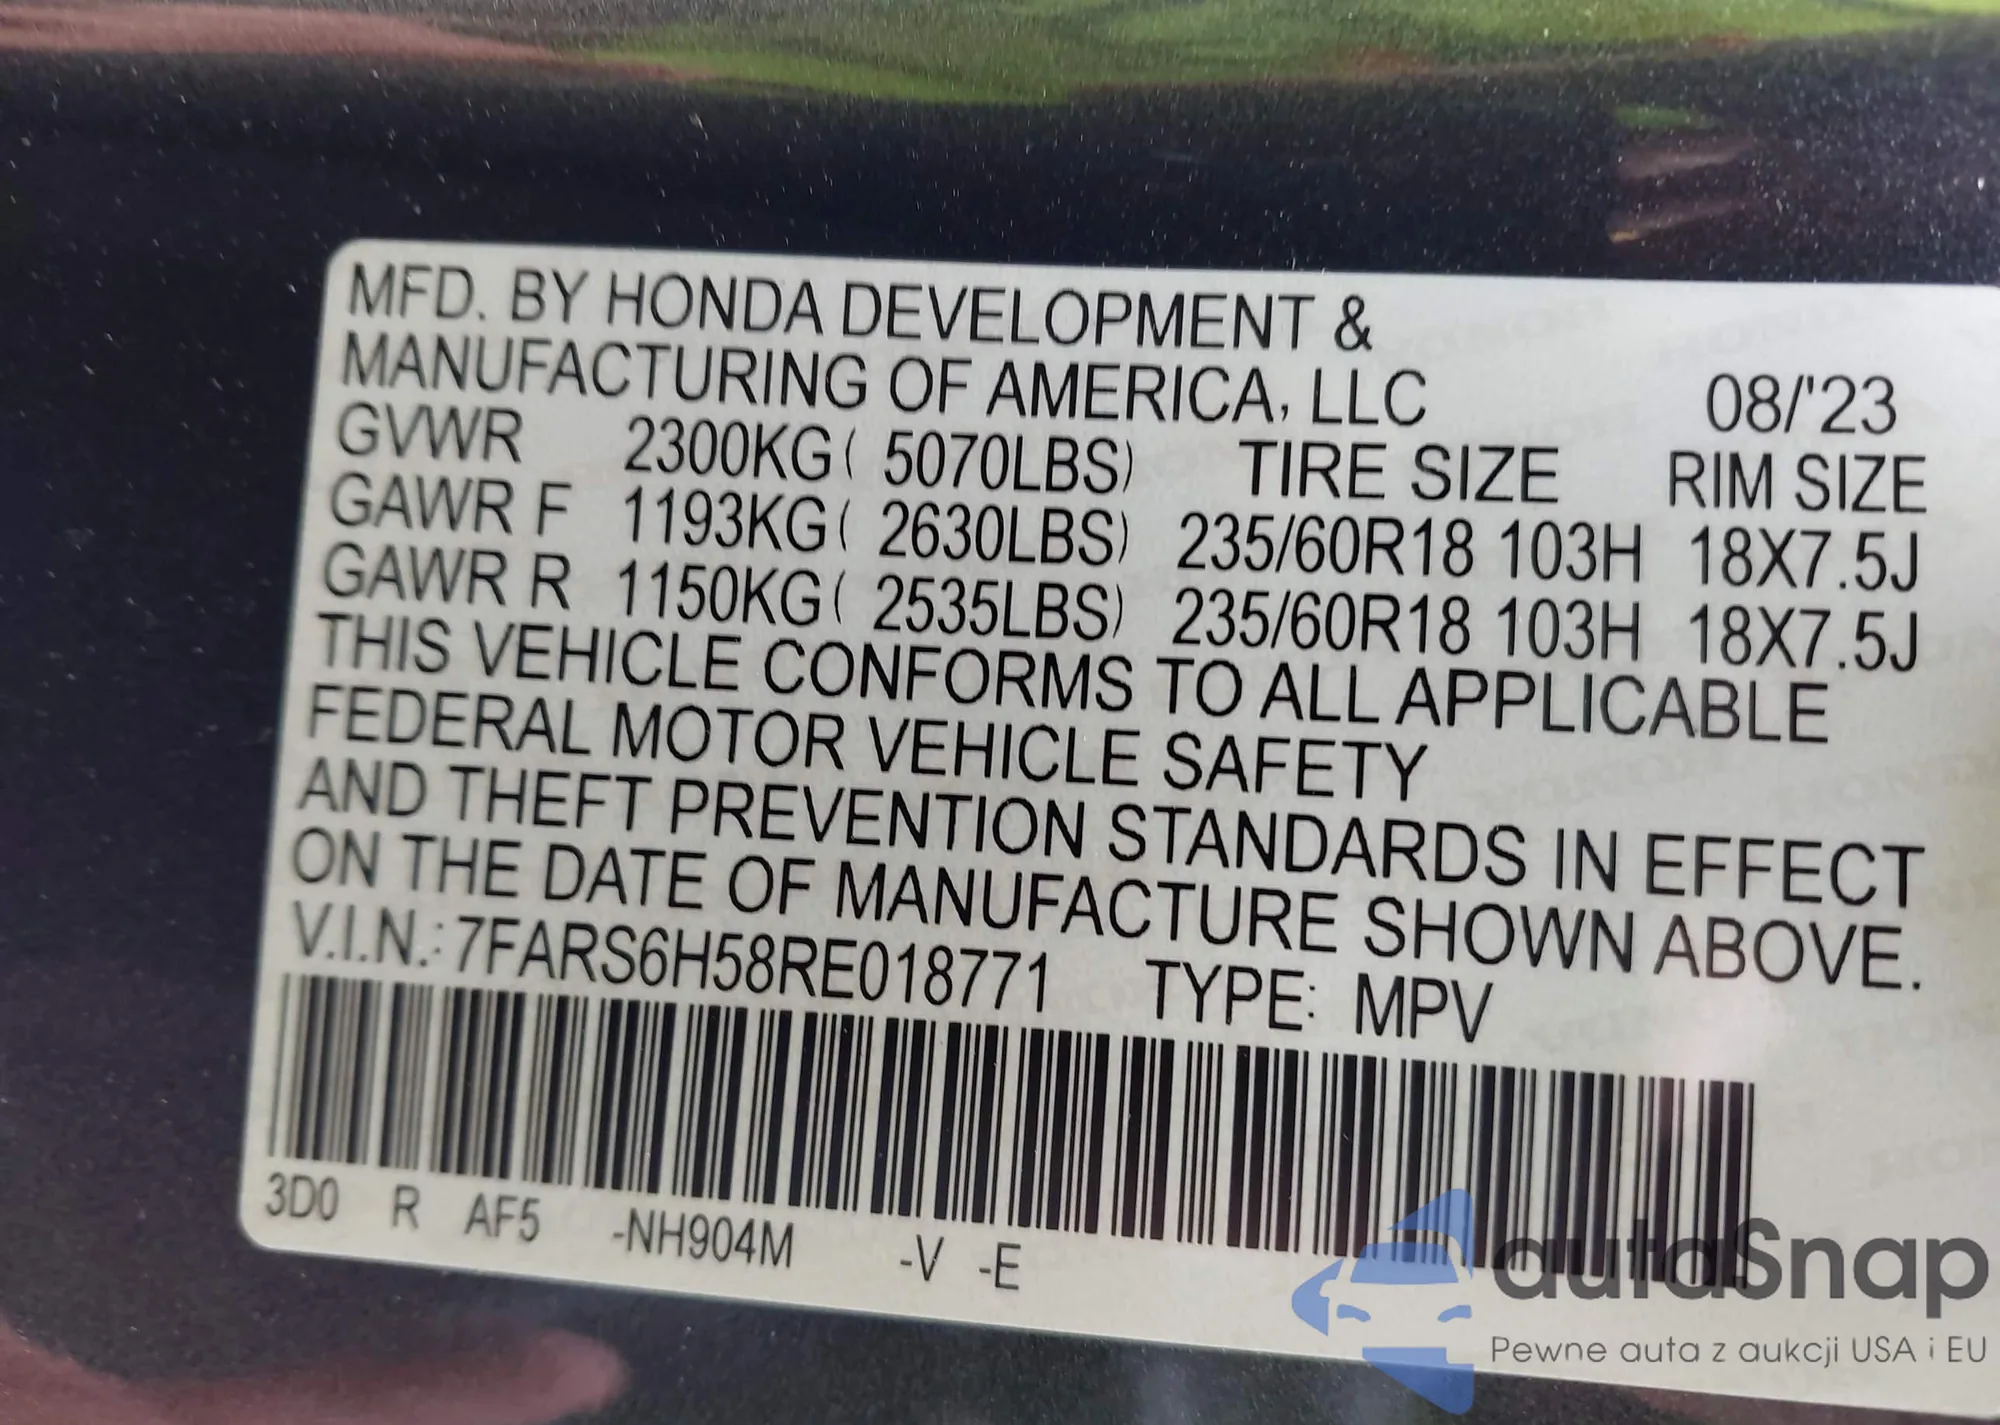 MFD. BY HONDA DEVELOPMENT &
MANUFACTURING OF AMERICA, LLC 08/'23
GVWR 2300KG( 5070LBS) TIRE SIZE RIM SIZE
GAWR F 1193KG( 2630LBS) 235/60R18 103H 18X7.5J
GAWR R 1150KG( 2535LBS) 235/60R18 103H 18X7.5J
THIS VEHICLE CONFORMS TO ALL APPLICABLE
FEDERAL MOTOR VEHICLE SAFETY
AND THEFT PREVENTION STANDARDS IN EFFECT
ON THE DATE OF MANUFACTURE SHOWN ABOVE.
V.I.N.: 7FARS6H58RE018771 TYPE: MPV
3D0 R AF5 -NH904M -V -E
autaSnap
Pewne auta z aukcji USA i EU